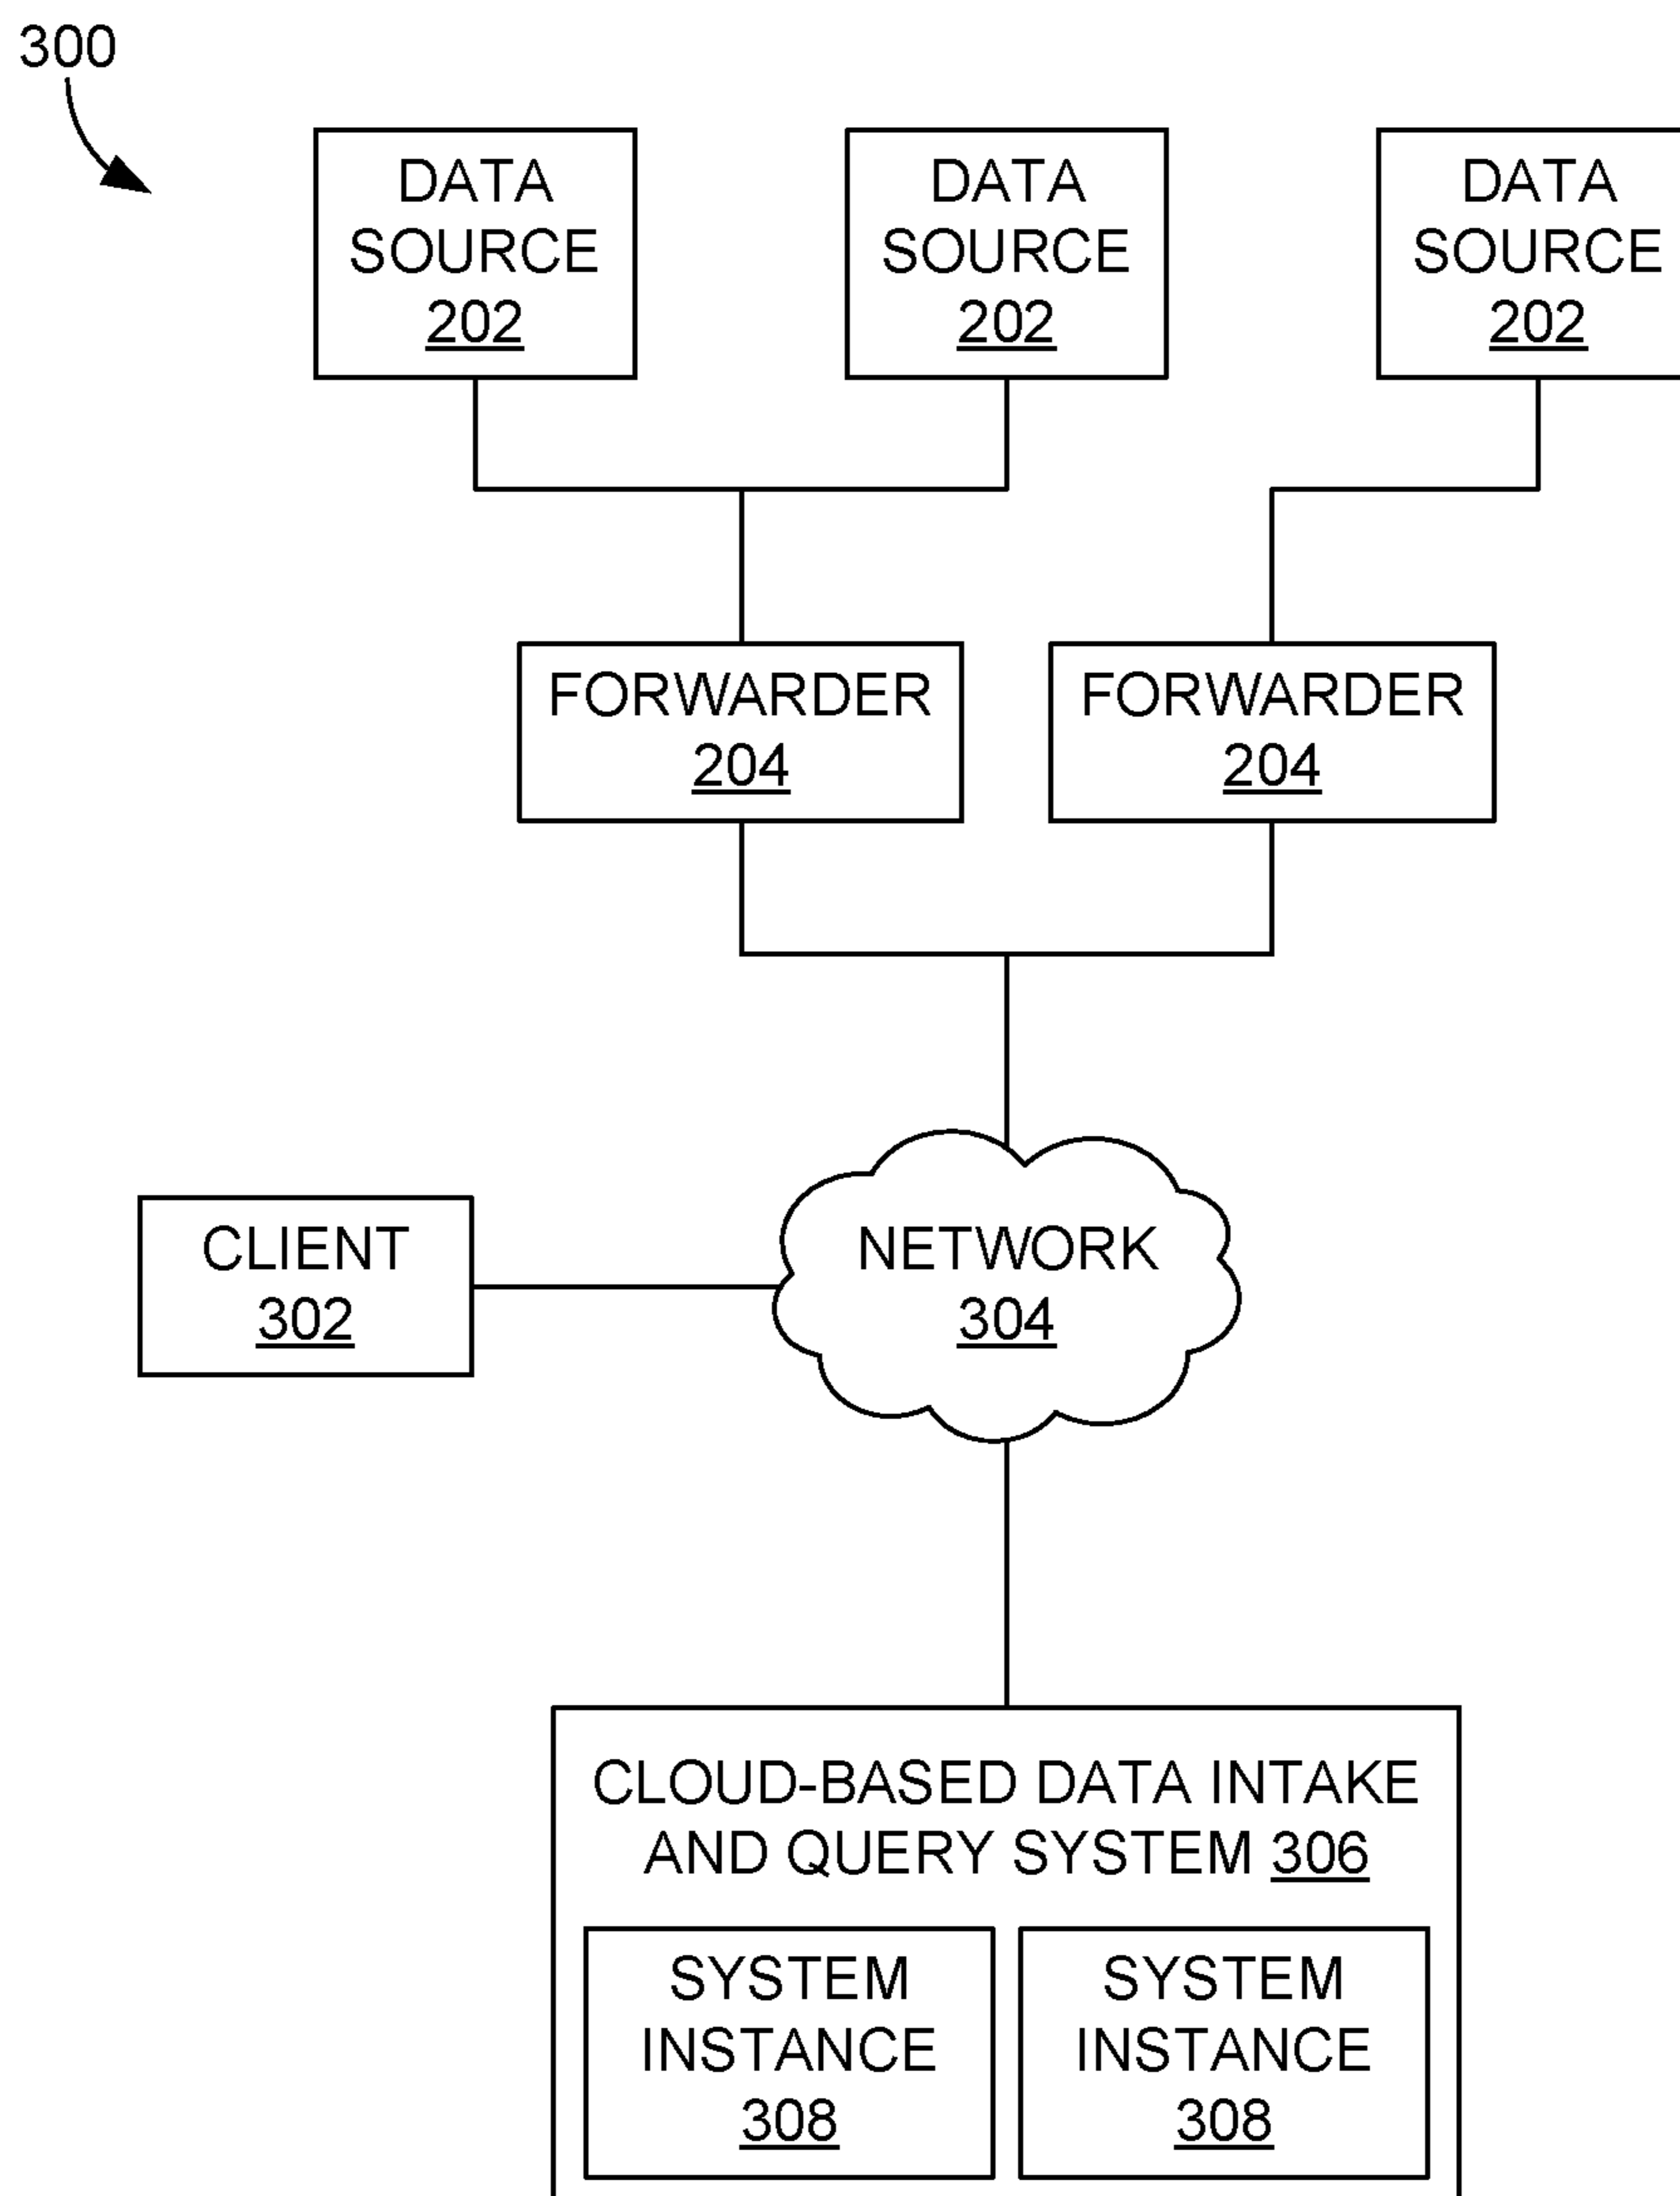 300
DATA
SOURCE
202
DATA
SOURCE
202
DATA
SOURCE
202
FORWARDER
204
FORWARDER
204
CLIENT
302
NETWORK
304
CLOUD-BASED DATA INTAKE
AND QUERY SYSTEM 306
SYSTEM
INSTANCE
308
SYSTEM
INSTANCE
308